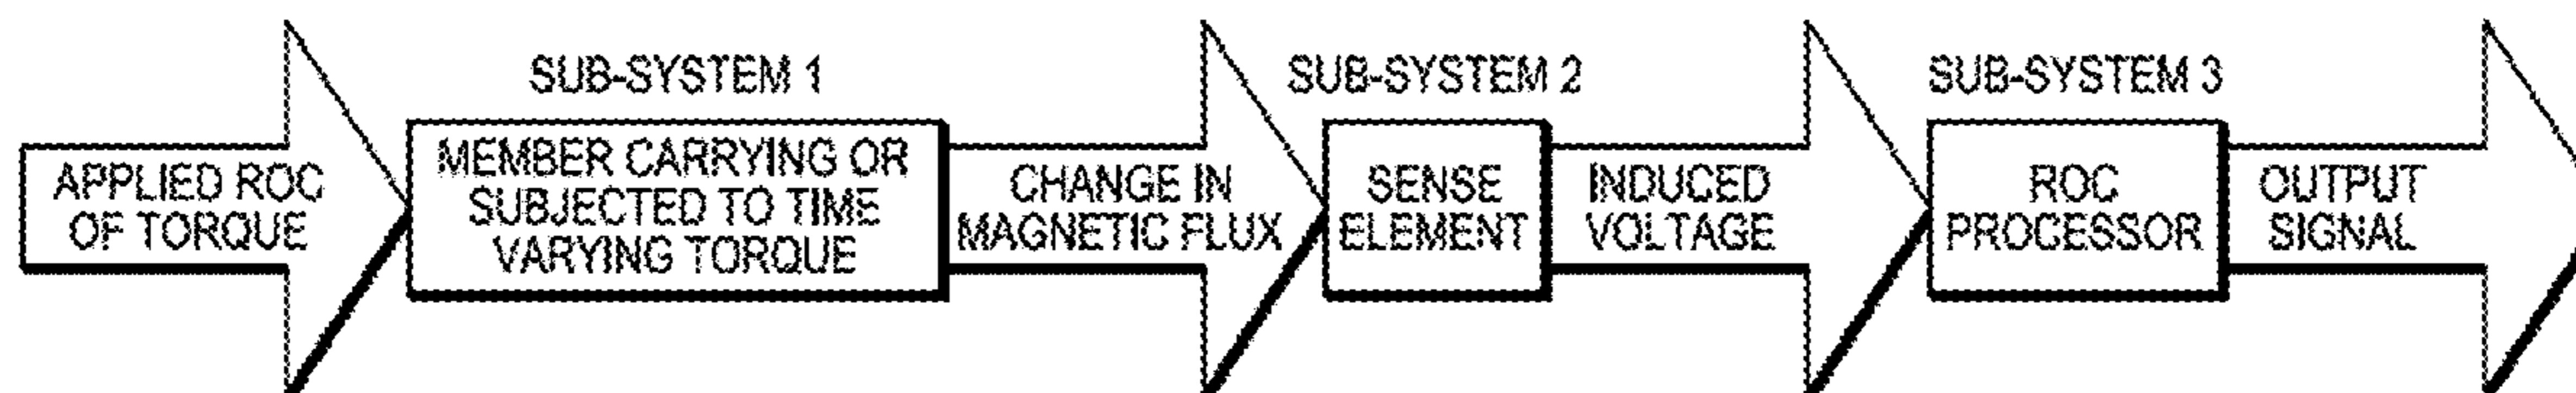 SUB-SYSTEM 1
SUB-SYSTEM 2
SUB-SYSTEM 3
APPLIED ROC
OF TORQUE
MEMBER CARRYING OR
SUBJECTED TO TIME
VARYING TORQUE
CHANGE IN
MAGNETIC FLUX
SENSE
ELEMENT
INDUCED
VOLTAGE
ROC
PROCESSOR
OUTPUT
SIGNAL